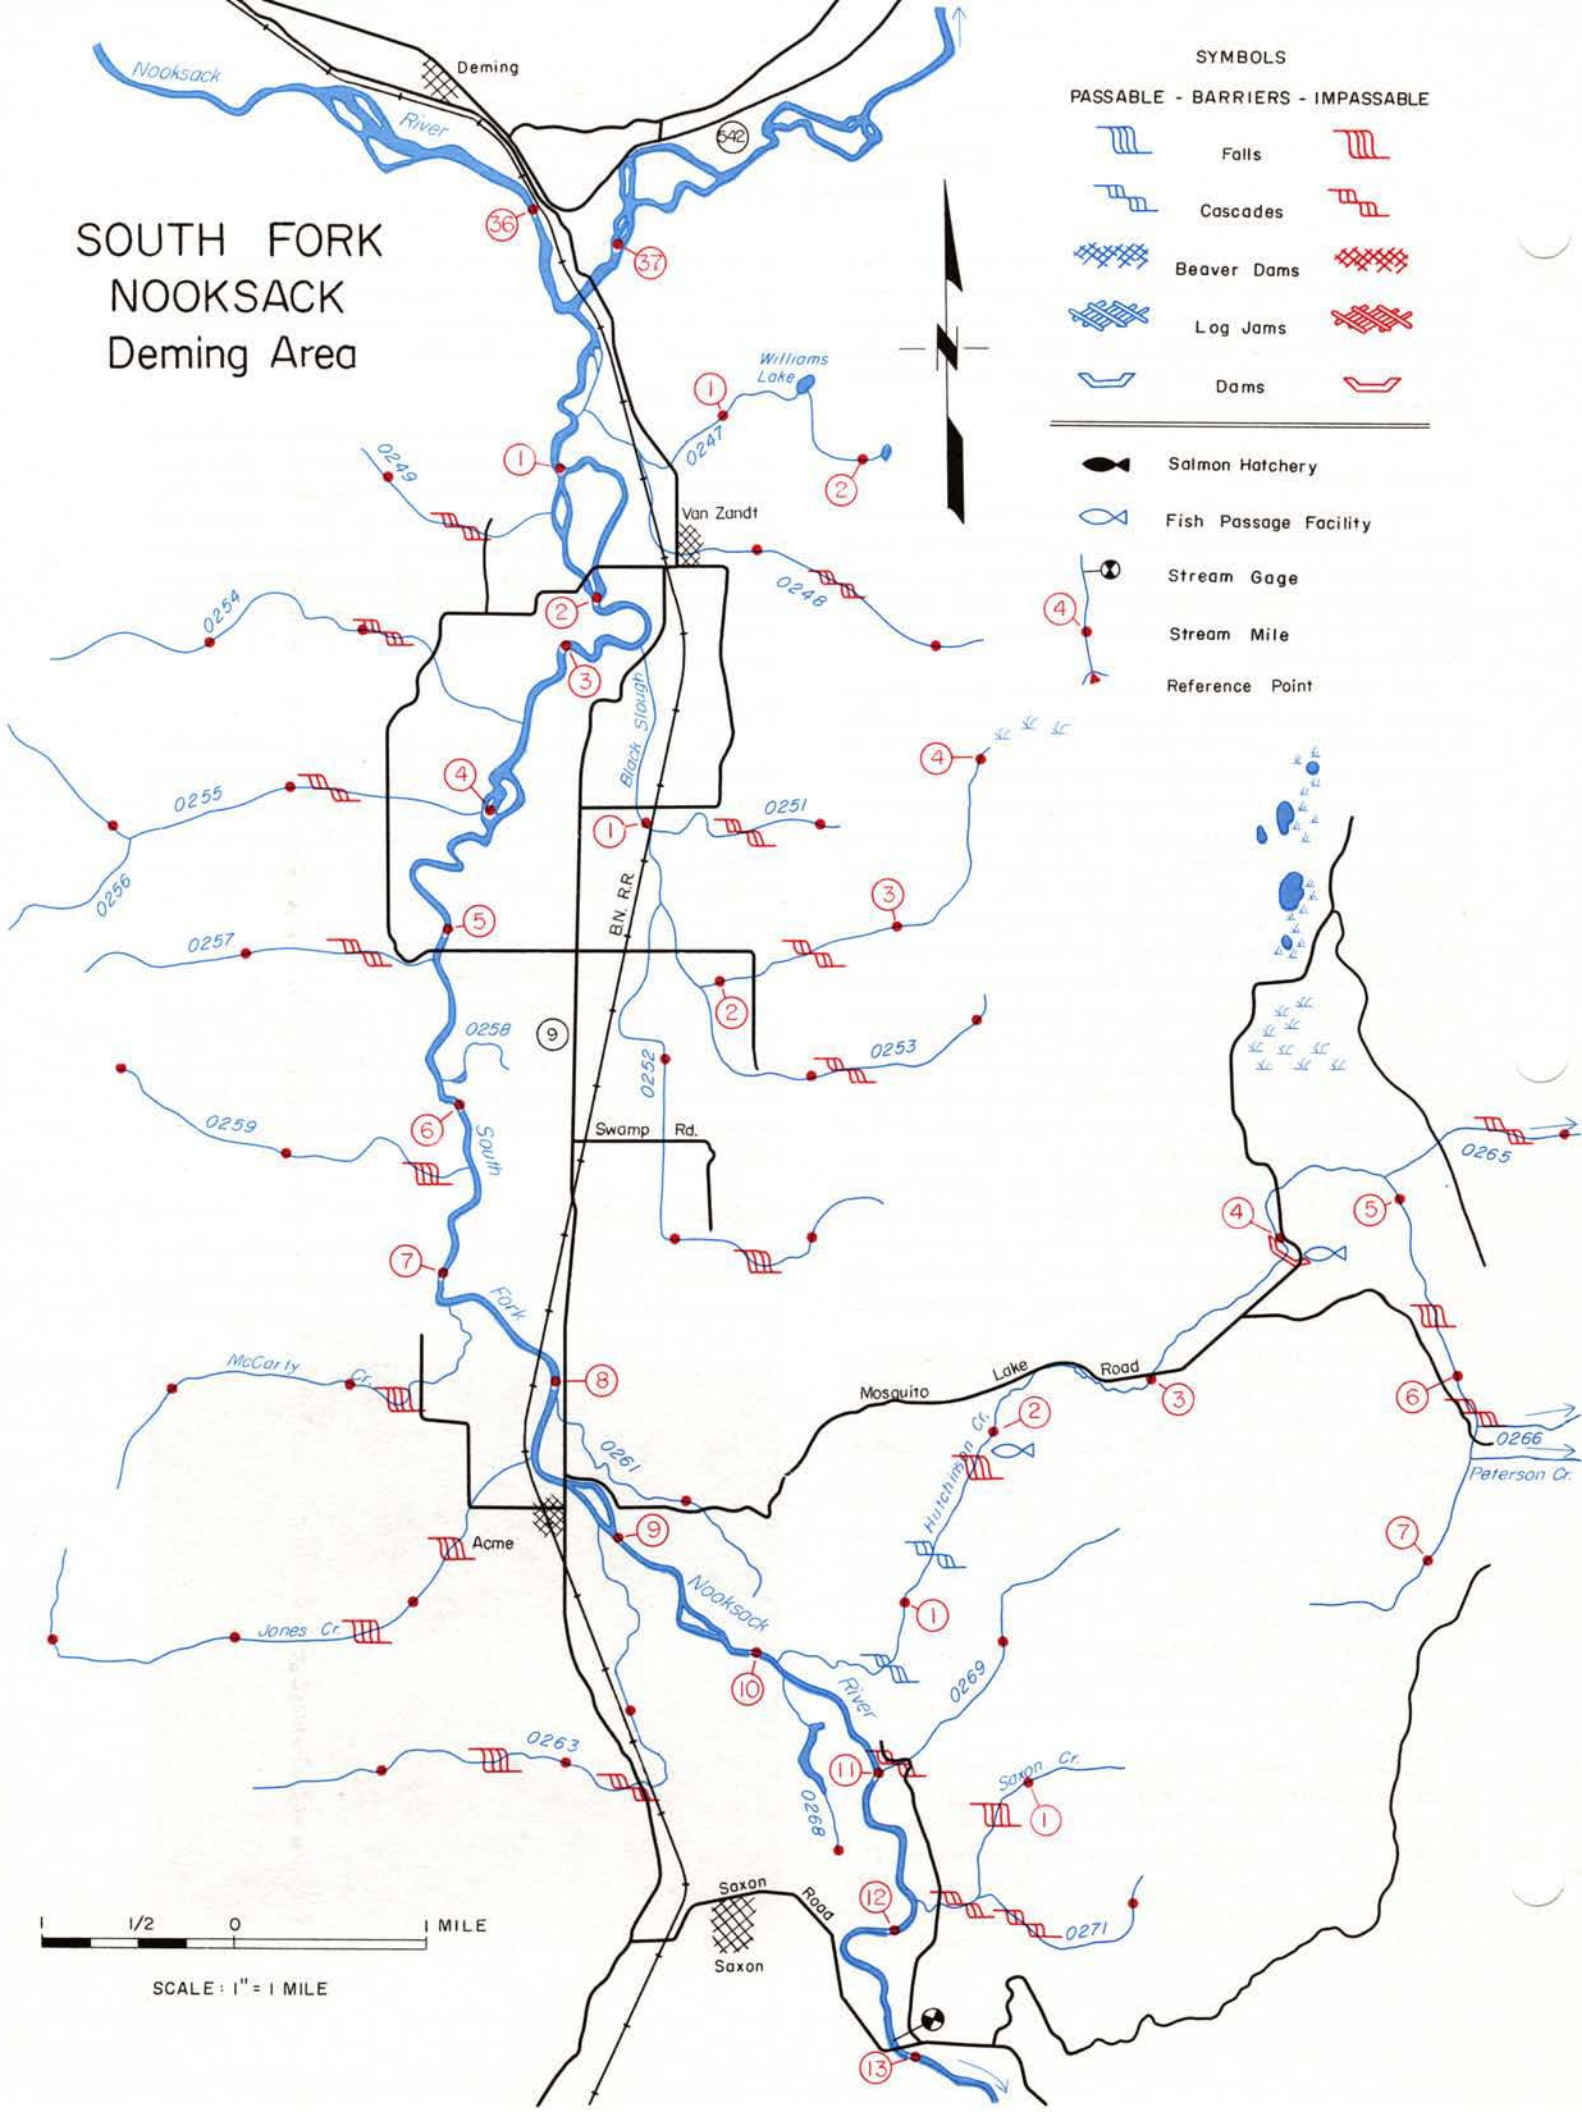 Deming
Nooksack
River
542
36
37
SOUTH FORK
NOOKSACK
Deming Area
SYMBOLS
PASSABLE - BARRIERS - IMPASSABLE
Falls
Cascades
Beaver Dams
Log Jams
Dams
Salmon Hatchery
Fish Passage Facility
Stream Gage
4
Stream Mile
Reference Point
N
Williams
Lake
1
0247
2
1
0249
Van Zandt
0248
2
0254
3
Black Slough
4
4
0255
0251
1
0256
B.N. R.R.
3
5
0257
2
0258
9
0252
0253
6
0259
South
Swamp Rd.
0265
4
5
7
Fork
McCarty
Cr.
8
Mosquito
Lake
Road
3
6
2
Hutchinson Cr.
0261
0266
Peterson Cr.
9
Acme
7
Nooksack
1
Jones Cr.
10
River
0269
0263
11
Saxon Cr.
1
0268
12
Saxon
Road
0271
Saxon
1
1/2
0
1 MILE
SCALE: 1" = 1 MILE
13